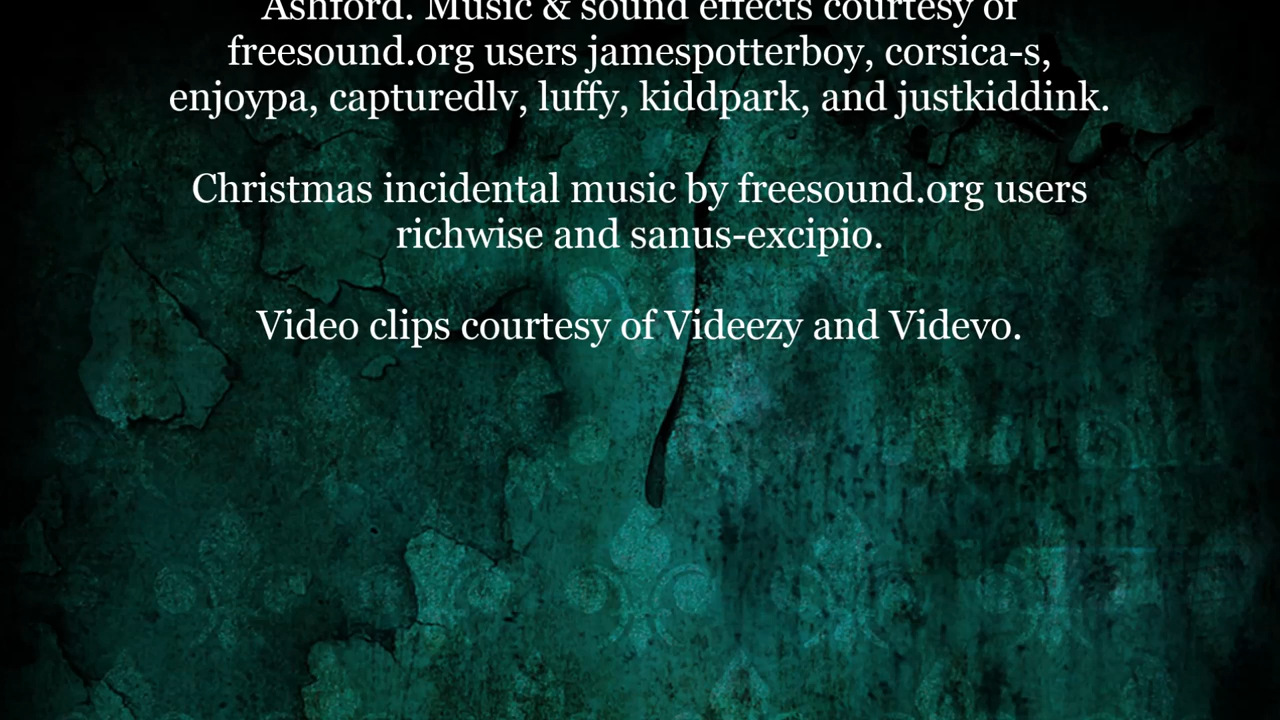 Ashford. Music & sound effects courtesy of
freesound.org users jamespotterboy, corsica-s,
enjoypa, capturedlv, luffy, kiddpark, and justkiddink.
Christmas incidental music by freesound.org users
richwise and sanus-excipio.
Video clips courtesy of Videezy and Videvo.